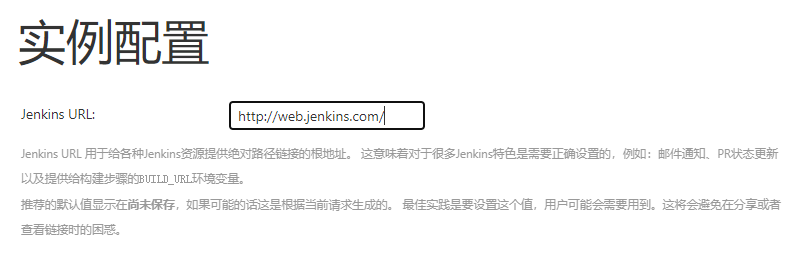 实例配置
Jenkins URL: http://web.jenkins.com/
Jenkins URL 用于给各种Jenkins资源提供绝对路径链接的根地址。 这意味着对于很多Jenkins特色是需要正确设置的，例如：邮件通知、PR状态更新
以及提供给构建步骤的BUILD_URL环境变量。
推荐的默认值显示在尚未保存，如果可能的话这是根据当前请求生成的。 最佳实践是要设置这个值，用户可能会需要用到。这将会避免在分享或者
查看链接时的困惑。